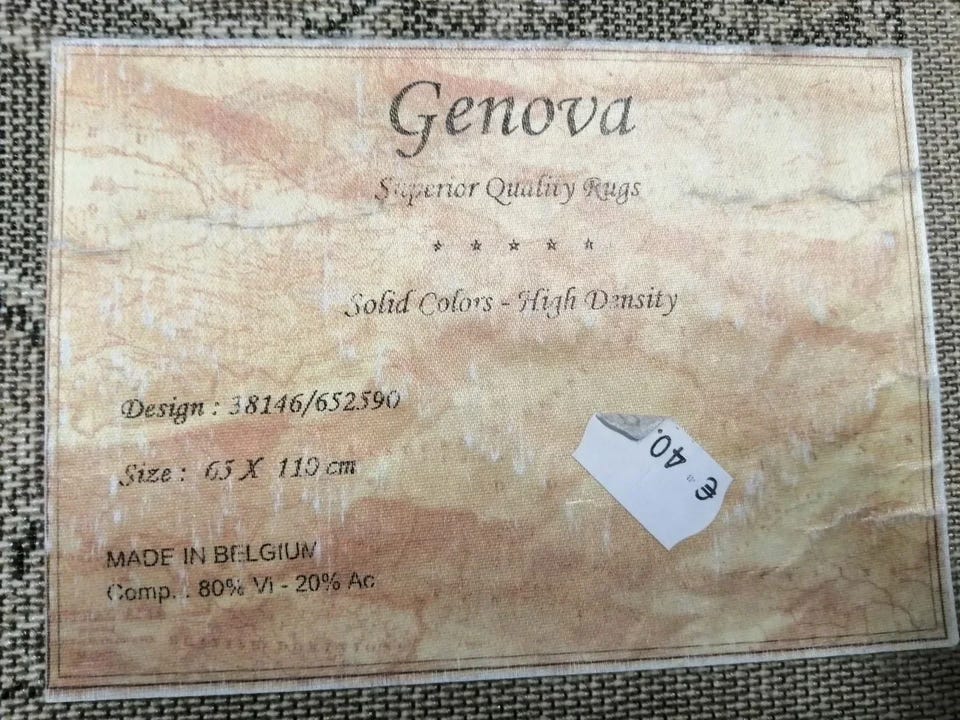 Genova
Superior Quality Rugs
☆ ☆ ☆ ☆ ☆
Solid Colors - High Density
Design : 38146/652590
Size : 65 X 110 cm
€ 40.
MADE IN BELGIUM
Comp. : 80% Vi - 20% Ac